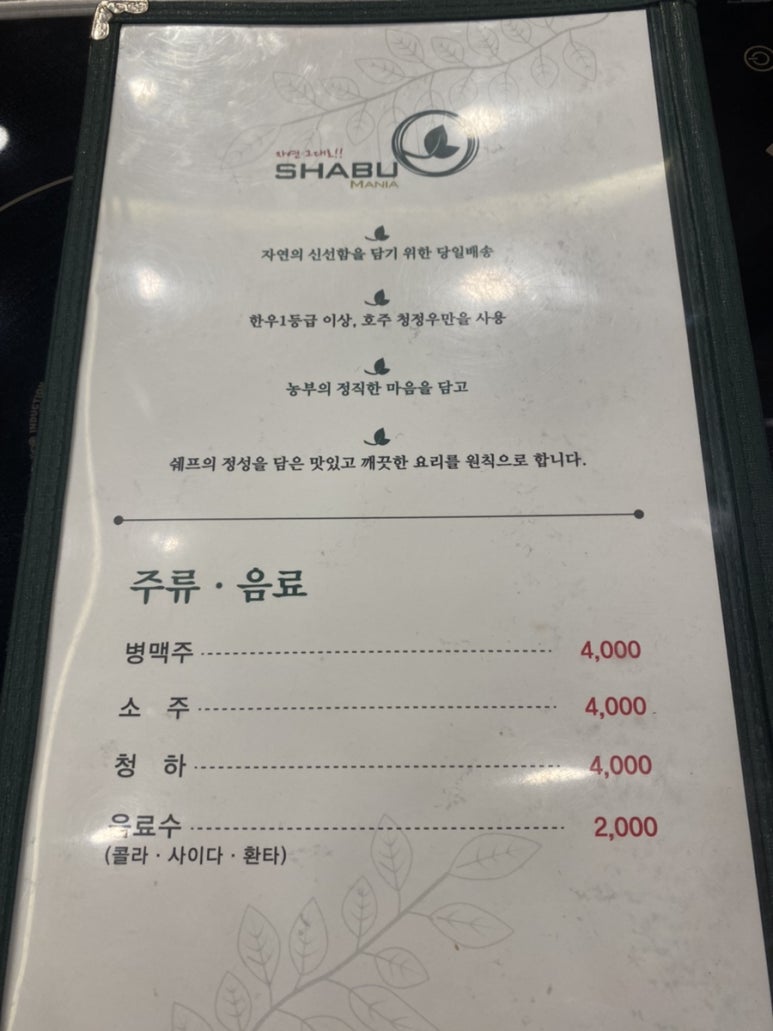 자연 그대로!!
SHABU
MANIA
자연의 신선함을 담기 위한 당일배송
한우1등급 이상, 호주 청정우만을 사용
농부의 정직한 마음을 담고
쉐프의 정성을 담은 맛있고 깨끗한 요리를 원칙으로 합니다.
주류 · 음료
병맥주 4,000
소 주 4,000
청 하 4,000
음료수 2,000
(콜라 · 사이다 · 환타)